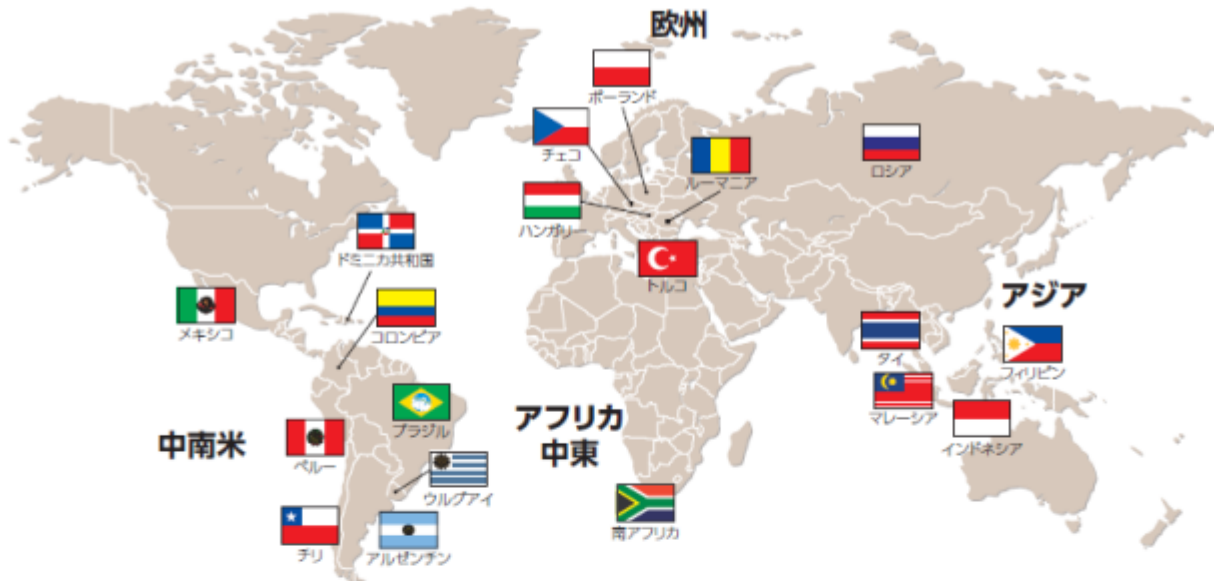 欧州
ポーランド
チェコ
ルーマニア
ロシア
ハンガリー
ドミニカ共和国
トルコ
メキシコ
コロンビア
アジア
タイ
フィリピン
マレーシア
ブラジル
アフリカ
中東
中南米
ペルー
インドネシア
ウルグアイ
南アフリカ
チリ
アルゼンチン